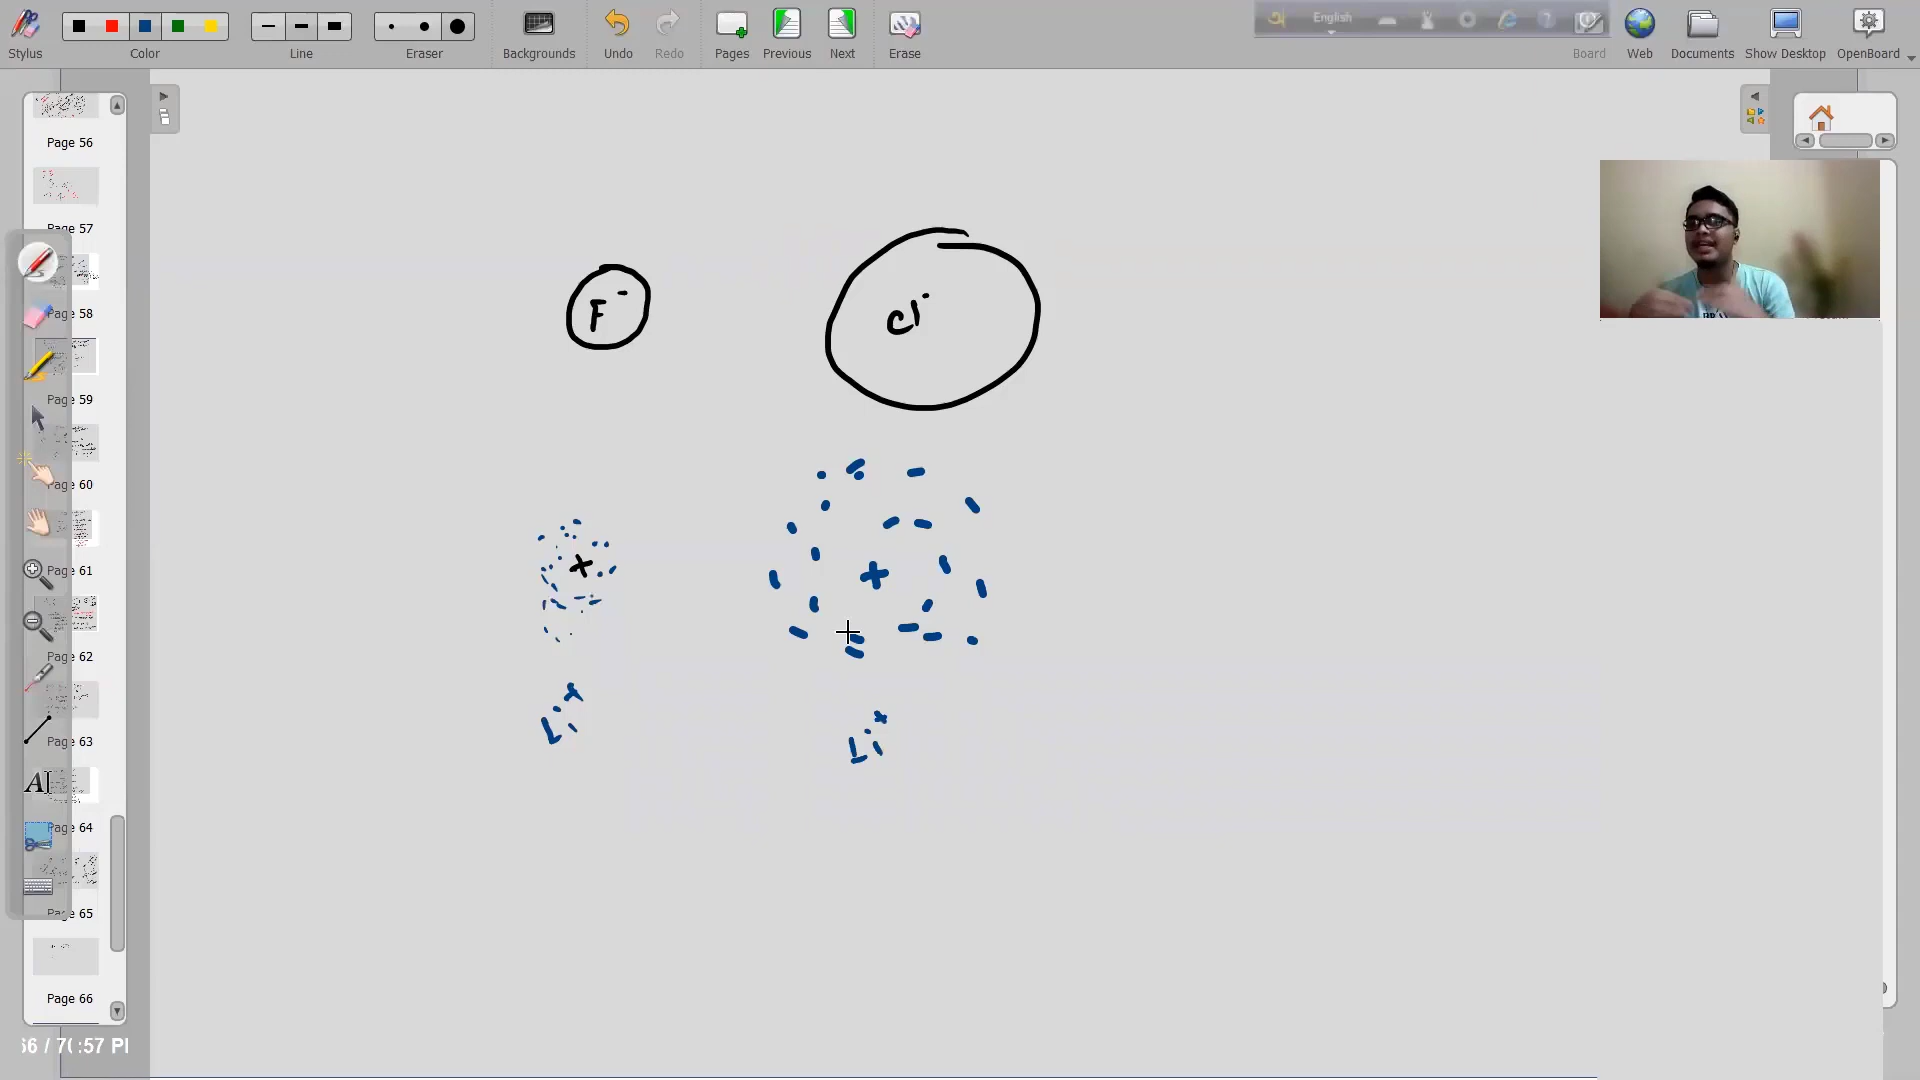 English
Stylus
Color
Line
Eraser
Backgrounds
Undo
Redo
Pages
Previous
Next
Erase
Board
Web
Documents
Show Desktop
OpenBoard
Page 56
Page 57
Page 58
Page 59
Page 60
Page 61
Page 62
Page 63
Page 64
Page 65
Page 66
F⁻
Cl⁻
+
+
Li⁺
Li⁺